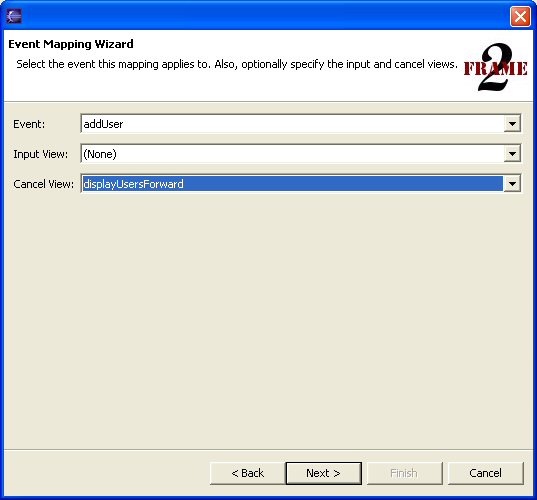 Event Mapping Wizard
Select the event this mapping applies to. Also, optionally specify the input and cancel views.
FRAME
2
Event: addUser
Input View: (None)
Cancel View: displayUsersForward
< Back Next > Finish Cancel